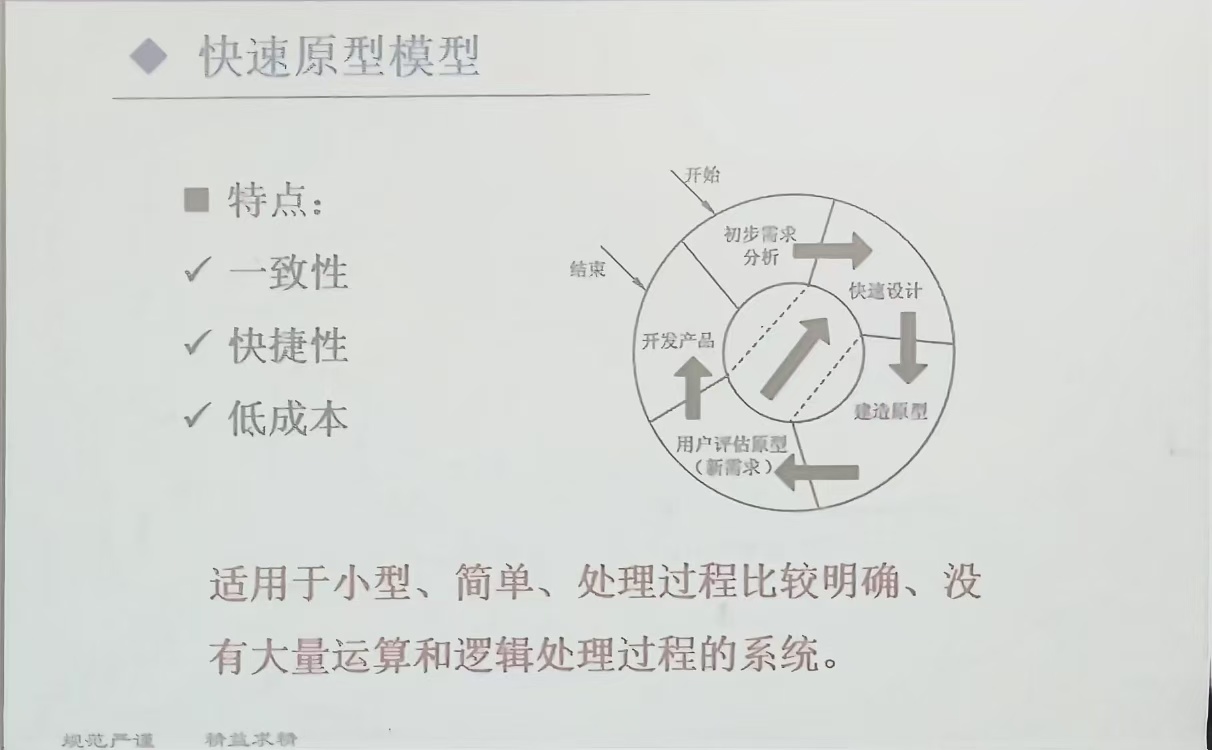 快速原型模型
特点：
一致性
快捷性
低成本
开始
结束
初步需求
分析
快速设计
建造原型
用户评估原型
（新需求）
开发产品
适用于小型、简单、处理过程比较明确、没
有大量运算和逻辑处理过程的系统。
规范严谨 精益求精